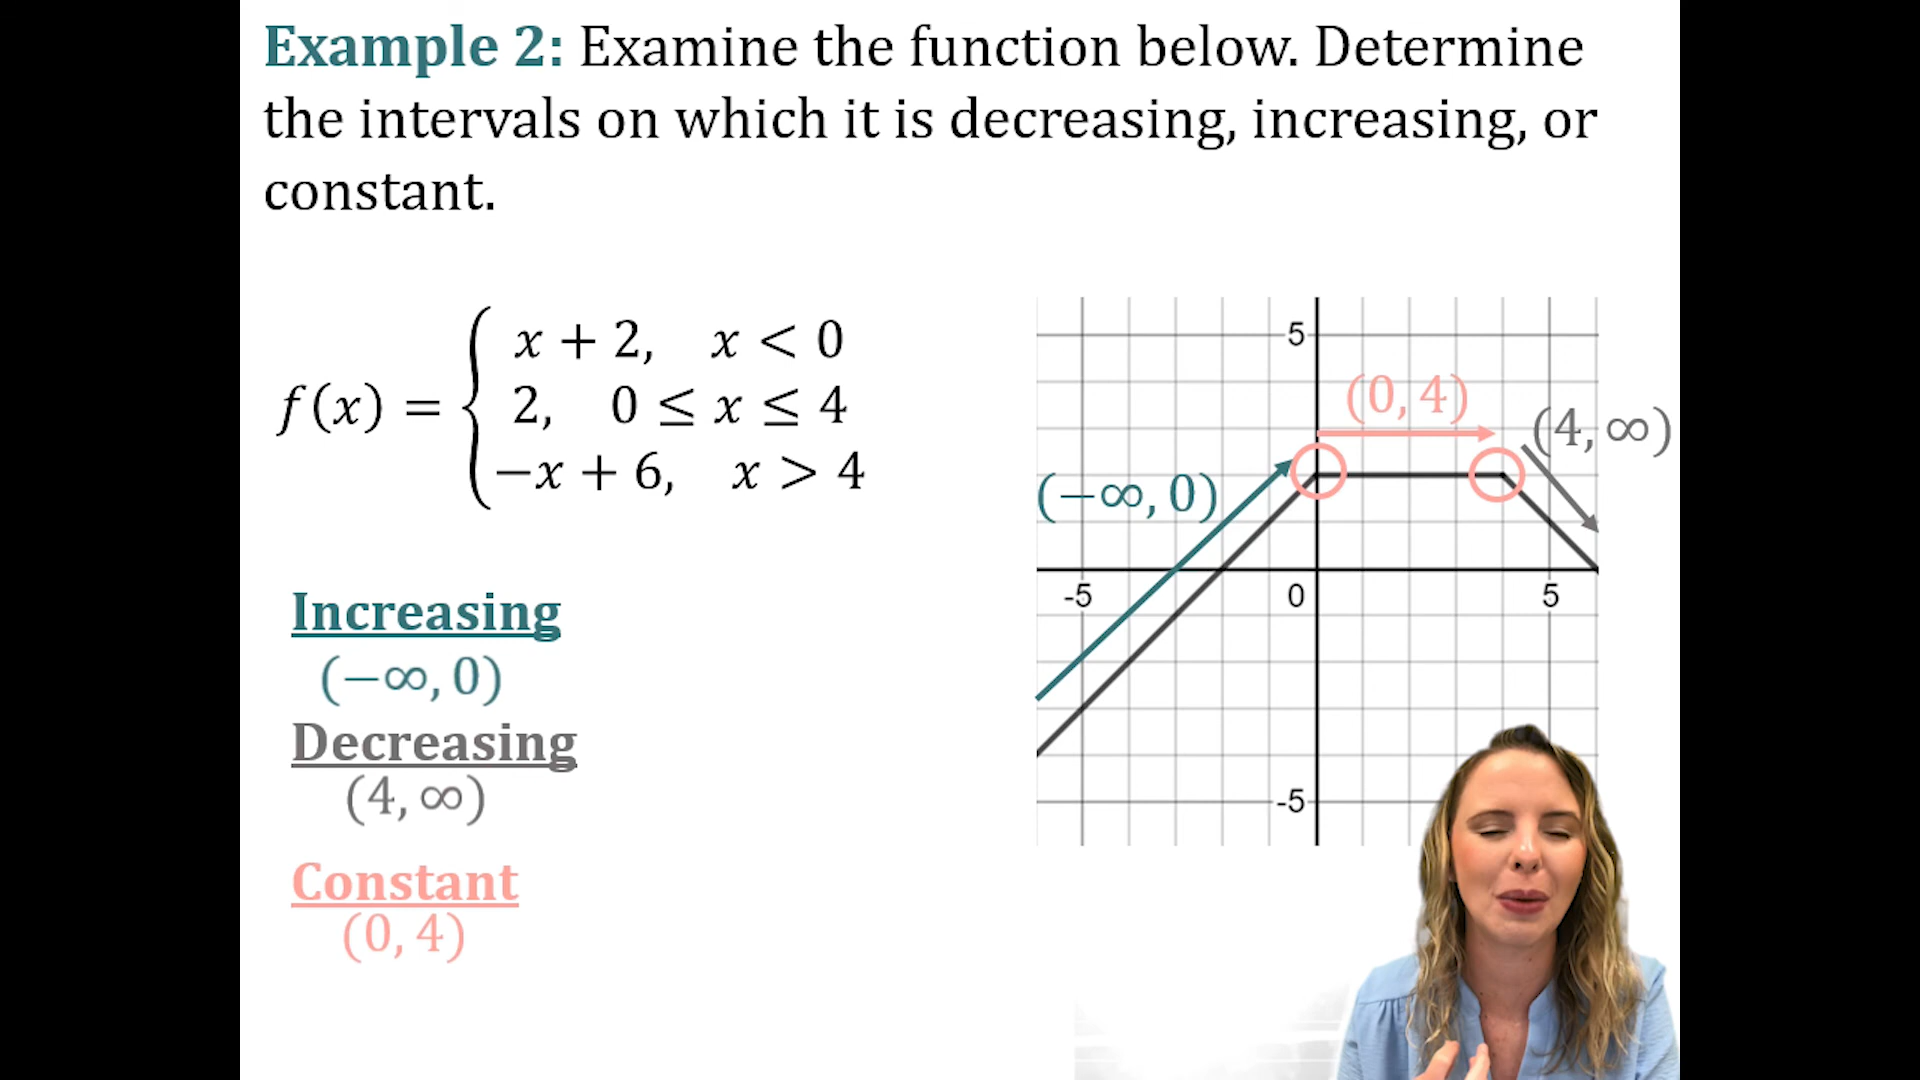 Example 2: Examine the function below. Determine
the intervals on which it is decreasing, increasing, or
constant.
f(x) = { x + 2, x < 0
2, 0 ≤ x ≤ 4
−x + 6, x > 4
5
(0, 4)
(4, ∞)
(−∞, 0)
-5 0 5
-5
Increasing
(−∞, 0)
Decreasing
(4, ∞)
Constant
(0, 4)